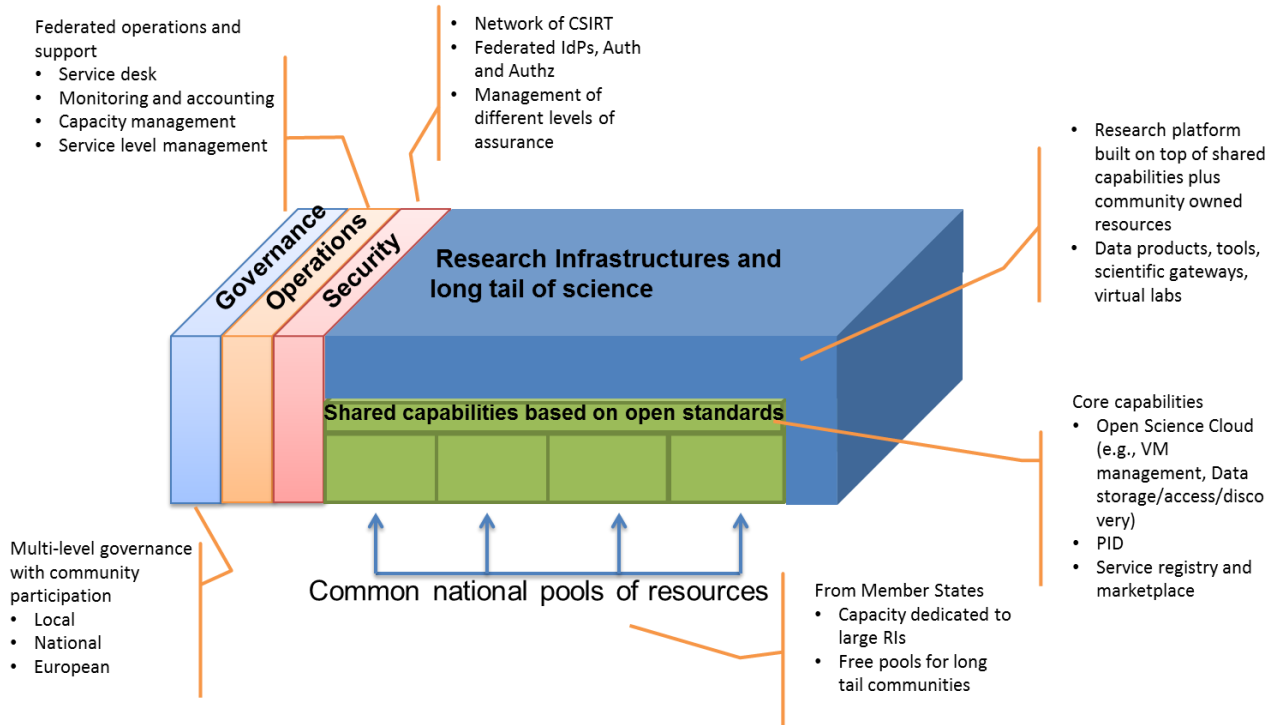 Federated operations and
support
• Service desk
• Monitoring and accounting
• Capacity management
• Service level management
• Network of CSIRT
• Federated IdPs, Auth
and Authz
• Management of
different levels of
assurance
• Research platform
built on top of shared
capabilities plus
community owned
resources
• Data products, tools,
scientific gateways,
virtual labs
Governance
Operations
Security
Research Infrastructures and
long tail of science
Shared capabilities based on open standards
Core capabilities
• Open Science Cloud
(e.g., VM
management, Data
storage/access/disco
very)
• PID
• Service registry and
marketplace
Multi-level governance
with community
participation
• Local
• National
• European
Common national pools of resources
From Member States
• Capacity dedicated to
large RIs
• Free pools for long
tail communities